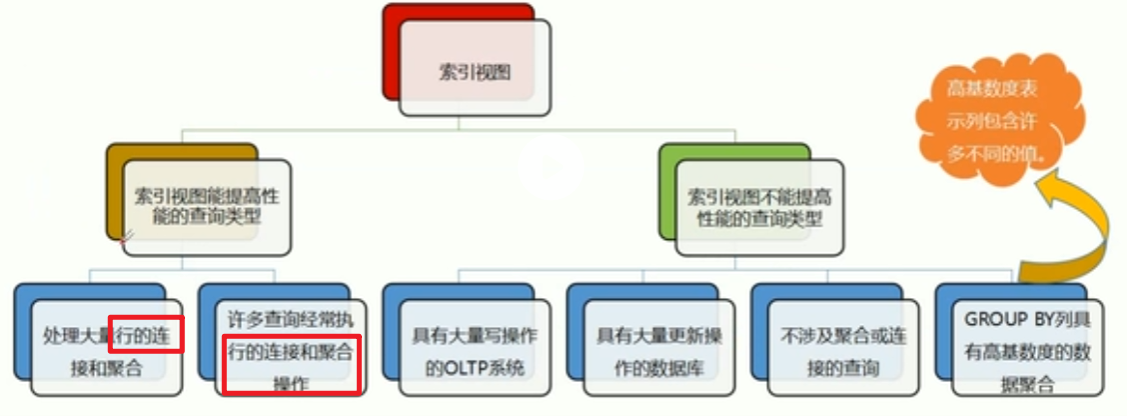 索引视图
高基数度表
示列包含许
多不同的值。
索引视图能提高性
能的查询类型
索引视图不能提高
性能的查询类型
处理大量行的连
接和聚合
许多查询经常执
行的连接和聚合
操作
具有大量写操作
的OLTP系统
具有大量更新操
作的数据库
不涉及聚合或连
接的查询
GROUP BY列具
有高基数度的数
据聚合